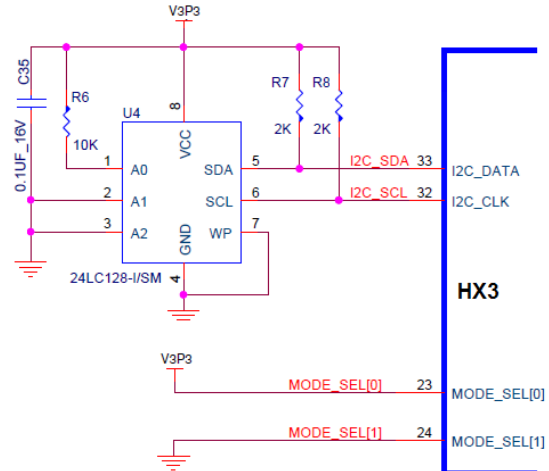 V3P3
C35
0.1UF_16V
R6
10K
U4
8
VCC
R7
2K
R8
2K
1 A0
SDA 5
I2C_SDA 33 I2C_DATA
2 A1
SCL 6
I2C_SCL 32 I2C_CLK
3 A2
WP 7
GND
4
24LC128-I/SM
HX3
V3P3
MODE_SEL[0] 23 MODE_SEL[0]
MODE_SEL[1] 24 MODE_SEL[1]